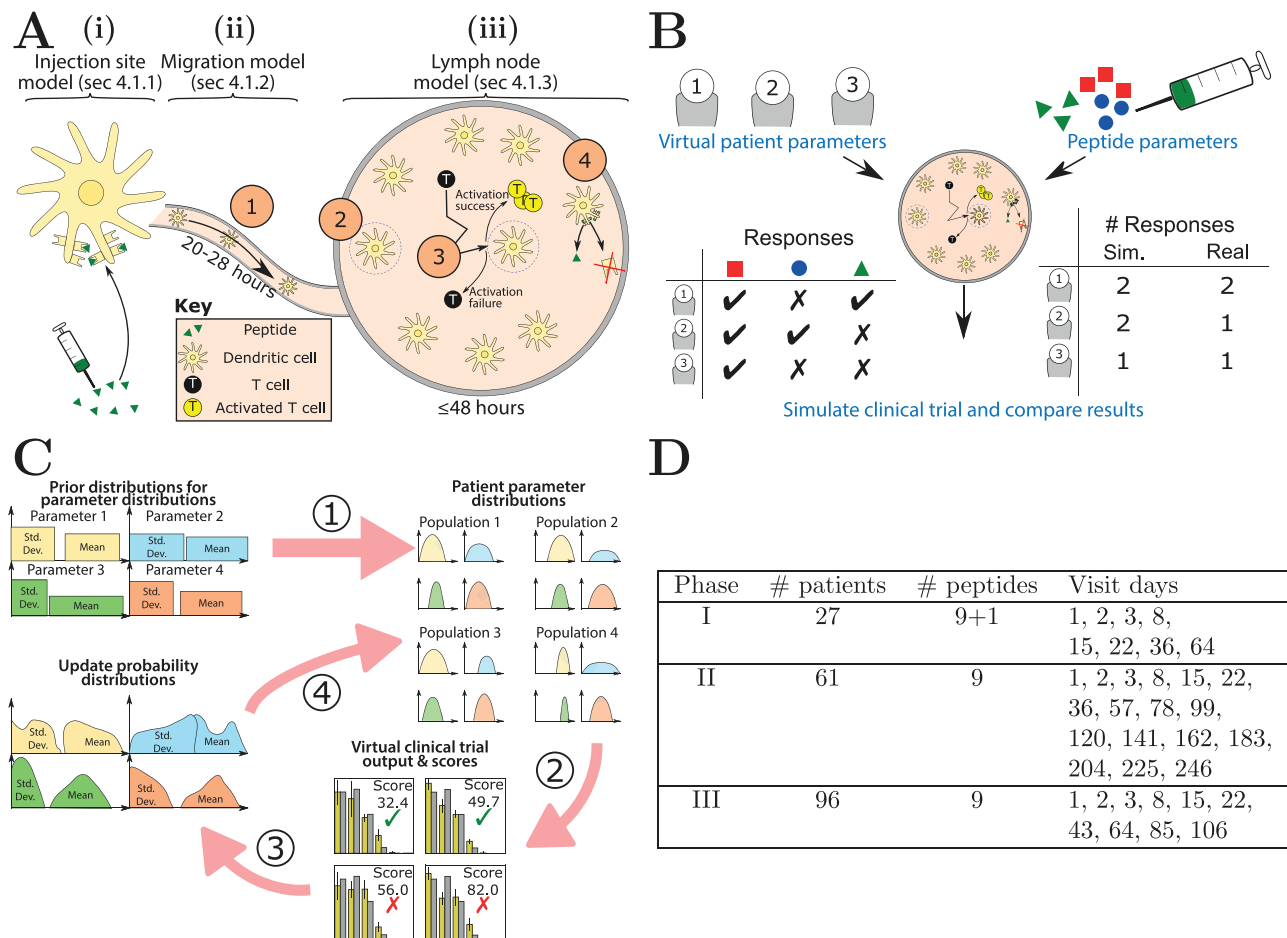 A
(i)
(ii)
(iii)
Injection site
model (sec 4.1.1)
Migration model
(sec 4.1.2)
Lymph node
model (sec 4.1.3)
1
20-28 hours
2
3
4
T
Activation
success
T
T
T
T
Activation
failure
≤48 hours
Key
Peptide
Dendritic cell
T
T cell
T
Activated T cell
B
1
2
3
Virtual patient parameters
Peptide parameters
T
T
T
T
T
Responses
1
✔ ✗ ✔
2
✔ ✔ ✗
3
✔ ✗ ✗
# Responses
Sim. Real
1
2 2
2
2 1
3
1 1
Simulate clinical trial and compare results
C
Prior distributions for
parameter distributions
Parameter 1
Parameter 2
Std.
Dev.
Mean
Std.
Dev.
Mean
Parameter 3
Parameter 4
Std.
Dev.
Mean
Std.
Dev.
Mean
①
Patient parameter
distributions
Population 1
Population 2
Population 3
Population 4
②
Virtual clinical trial
output & scores
Score
32.4
✓
Score
49.7
✓
Score
56.0
✗
Score
82.0
✗
③
Update probability
distributions
Std.
Dev.
Mean
Std.
Dev.
Mean
Std.
Dev.
Mean
Std.
Dev.
Mean
④
D
Phase # patients # peptides Visit days
I 27 9+1 1, 2, 3, 8,
15, 22, 36, 64
II 61 9 1, 2, 3, 8, 15, 22,
36, 57, 78, 99,
120, 141, 162, 183,
204, 225, 246
III 96 9 1, 2, 3, 8, 15, 22,
43, 64, 85, 106